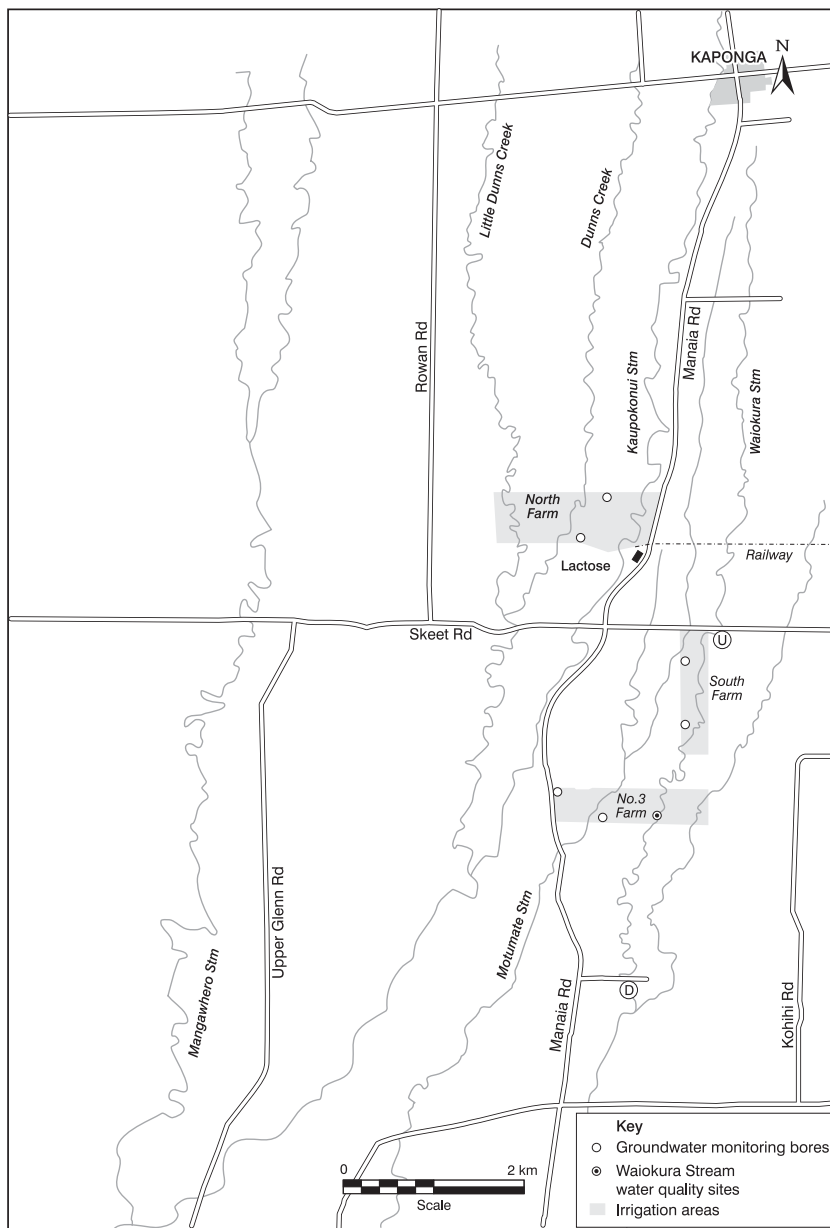 KAPONGA
N
Little Dunns Creek
Dunns Creek
Rowan Rd
Kaupokonui Stm
Manaia Rd
Waiokura Stm
North
Farm
Lactose
Railway
Skeet Rd
U
South
Farm
No.3
Farm
Upper Glenn Rd
Motumate Stm
Mangawhero Stm
Manaia Rd
D
Kohihi Rd
0
2 km
Scale
Key
Groundwater monitoring bores
Waiokura Stream
water quality sites
Irrigation areas